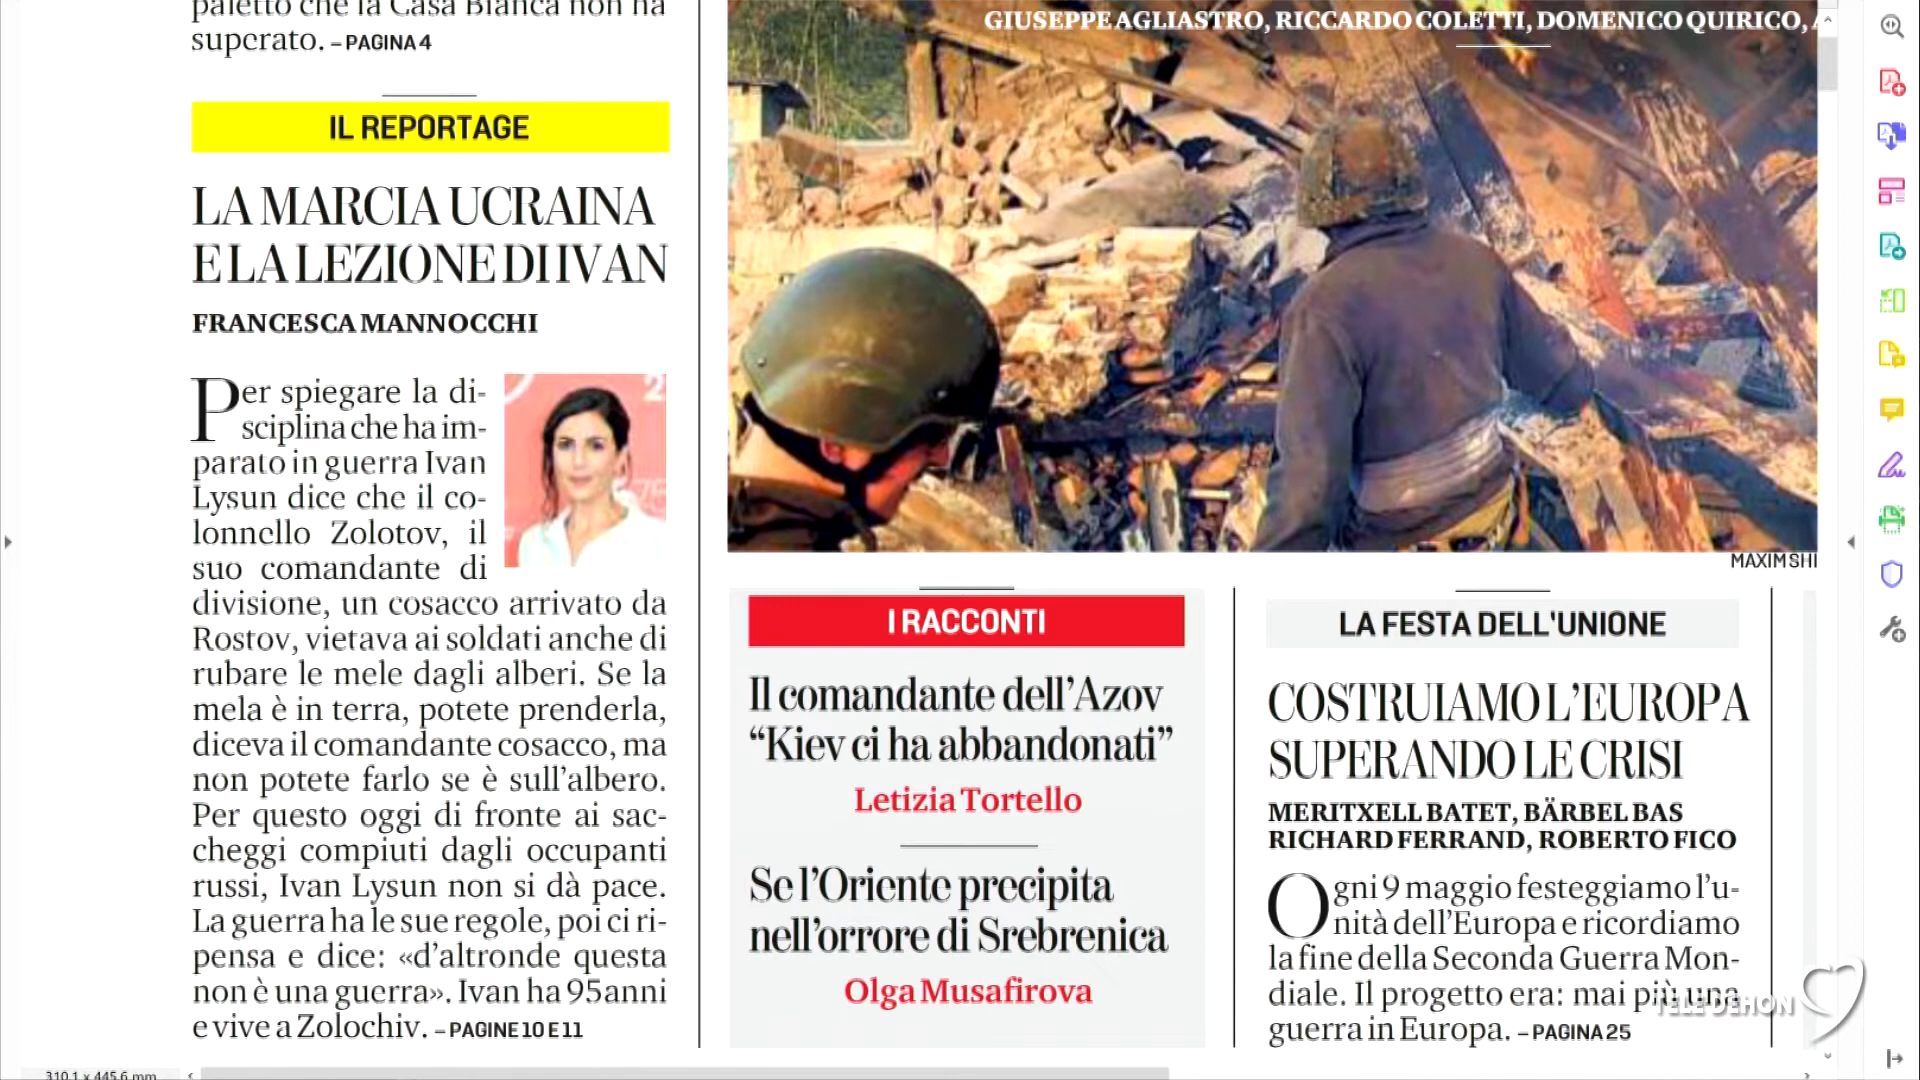 paletto che la Casa Bianca non ha
superato. – PAGINA 4
IL REPORTAGE
LA MARCIA UCRAINA
E LA LEZIONE DI IVAN
FRANCESCA MANNOCCHI
Per spiegare la di-
sciplina che ha im-
parato in guerra Ivan
Lysun dice che il co-
lonnello Zolotov, il
suo comandante di
divisione, un cosacco arrivato da
Rostov, vietava ai soldati anche di
rubare le mele dagli alberi. Se la
mela è in terra, potete prenderla,
diceva il comandante cosacco, ma
non potete farlo se è sull'albero.
Per questo oggi di fronte ai sac-
cheggi compiuti dagli occupanti
russi, Ivan Lysun non si dà pace.
La guerra ha le sue regole, poi ci ri-
pensa e dice: «d'altronde questa
non è una guerra». Ivan ha 95 anni
e vive a Zolochiv. – PAGINE 10 E 11
GIUSEPPE AGLIASTRO, RICCARDO COLETTI, DOMENICO QUIRICO,
MAXIM SHI
I RACCONTI
Il comandante dell'Azov
“Kiev ci ha abbandonati”
Letizia Tortello
Se l'Oriente precipita
nell'orrore di Srebrenica
Olga Musafirova
LA FESTA DELL'UNIONE
COSTRUIAMO L'EUROPA
SUPERANDO LE CRISI
MERITXELL BATET, BÄRBEL BAS
RICHARD FERRAND, ROBERTO FICO
Ogni 9 maggio festeggiamo l'u-
nità dell'Europa e ricordiamo
la fine della Seconda Guerra Mon-
diale. Il progetto era: mai più una
guerra in Europa. – PAGINA 25
TELE DEHON
310,1 x 445,6 mm